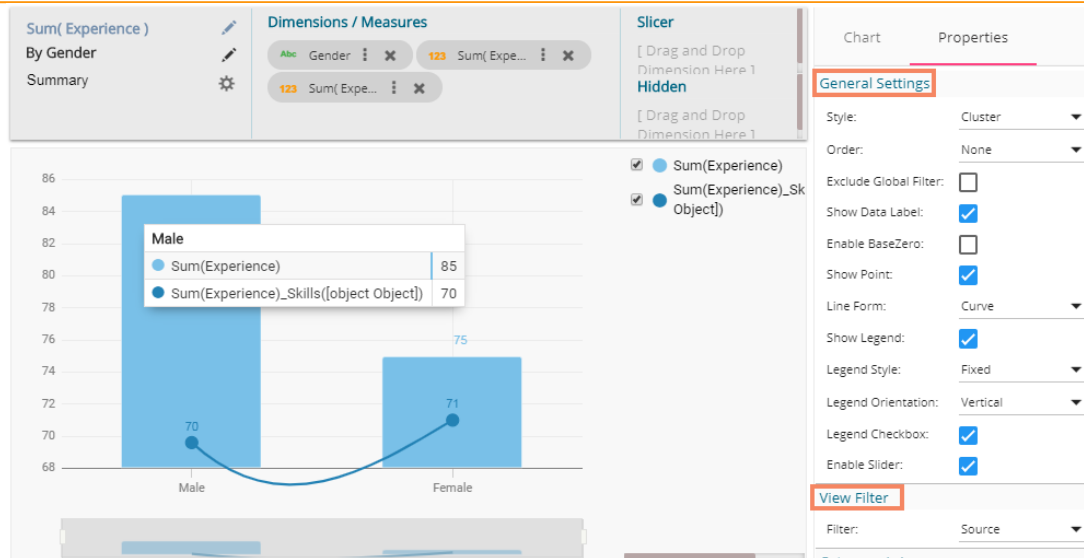 Sum( Experience )
By Gender
Summary
Dimensions / Measures
Abc Gender
123 Sum( Expe...
123 Sum( Expe...
Slicer
[ Drag and Drop
Dimension Here ]
Hidden
[ Drag and Drop
Dimension Here ]
Chart Properties
General Settings
Style: Cluster
Order: None
Exclude Global Filter:
Show Data Label:
Enable BaseZero:
Show Point:
Line Form: Curve
Show Legend:
Legend Style: Fixed
Legend Orientation: Vertical
Legend Checkbox:
Enable Slider:
View Filter
Filter: Source
Sum(Experience)
Sum(Experience)_Sk
Object])
86
84
82
80
78
76
74
72
70
68
Male
Sum(Experience) 85
Sum(Experience)_Skills([object Object]) 70
75
70
71
Male
Female